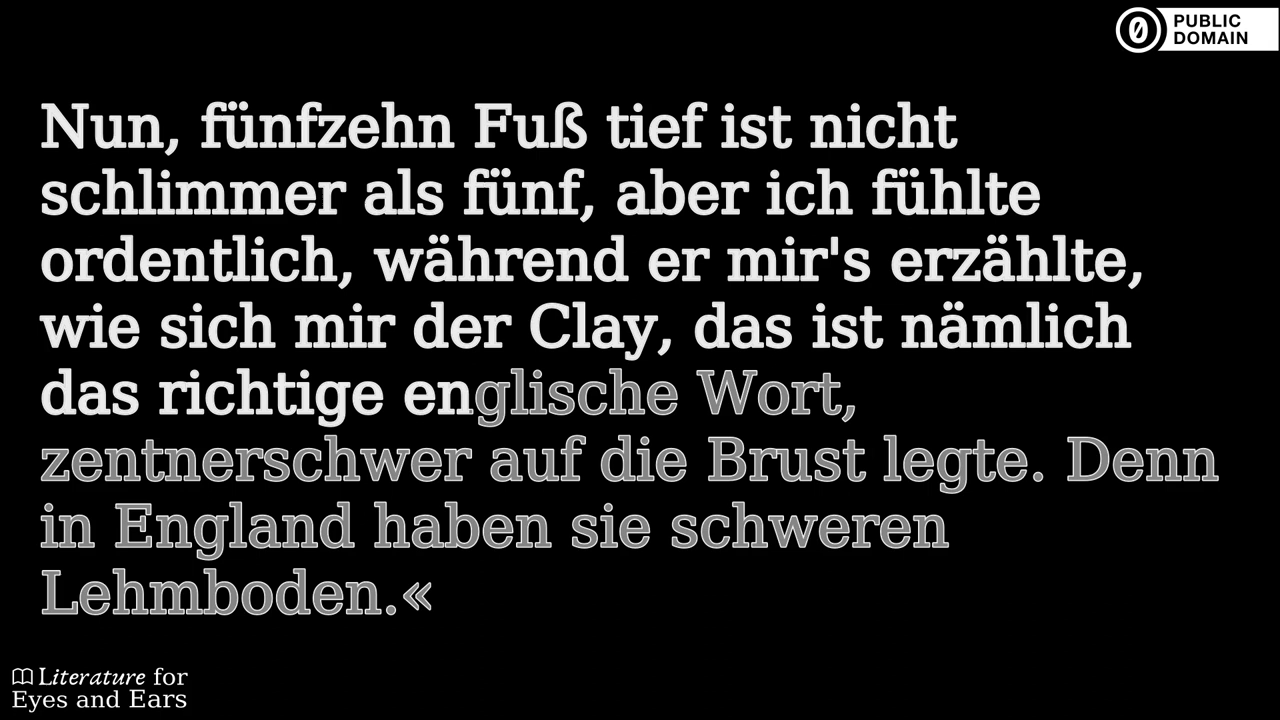 PUBLIC
DOMAIN
Nun, fünfzehn Fuß tief ist nicht
schlimmer als fünf, aber ich fühlte
ordentlich, während er mir's erzählte,
wie sich mir der Clay, das ist nämlich
das richtige englische Wort,
zentnerschwer auf die Brust legte. Denn
in England haben sie schweren
Lehmboden.«
Literature for
Eyes and Ears